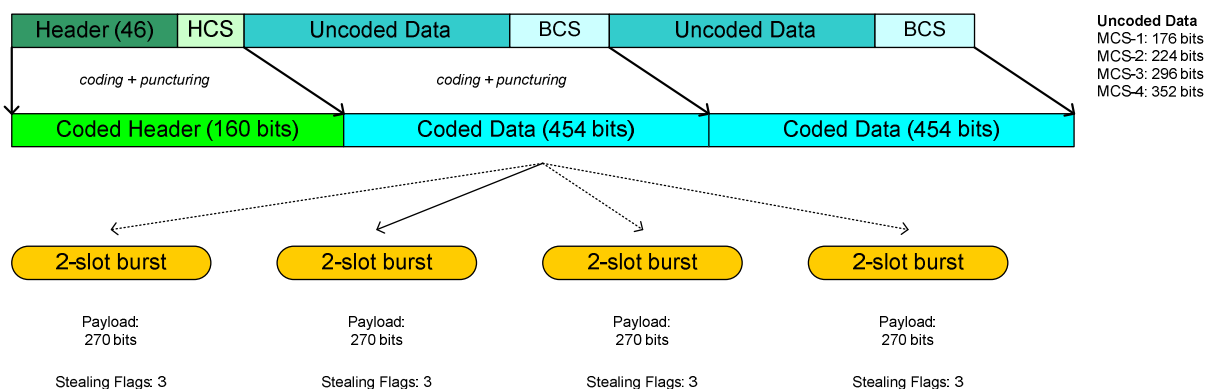 Header (46)
HCS
Uncoded Data
BCS
Uncoded Data
BCS
Uncoded Data
MCS-1: 176 bits
MCS-2: 224 bits
MCS-3: 296 bits
MCS-4: 352 bits
coding + puncturing
coding + puncturing
Coded Header (160 bits)
Coded Data (454 bits)
Coded Data (454 bits)
2-slot burst
2-slot burst
2-slot burst
2-slot burst
Payload:
270 bits
Payload:
270 bits
Payload:
270 bits
Payload:
270 bits
Stealing Flags: 3
Stealing Flags: 3
Stealing Flags: 3
Stealing Flags: 3